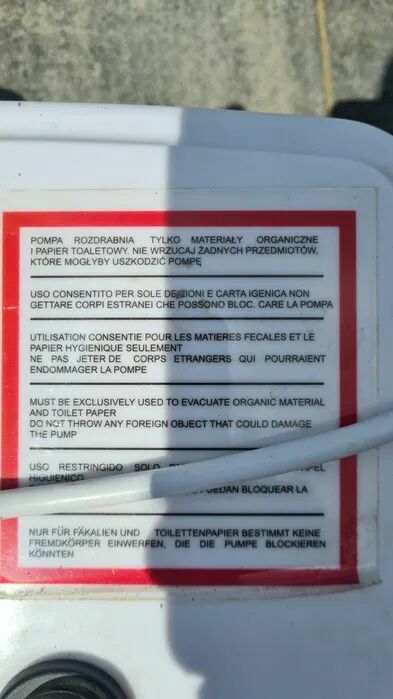 POMPA ROZDRABNIA TYLKO MATERIAŁY ORGANICZNE
I PAPIER TOALETOWY. NIE WRZUCAJ ŻADNYCH PRZEDMIOTÓW,
KTÓRE MOGŁYBY USZKODZIĆ POMPĘ
USO CONSENTITO PER SOLE DEIZIONI E CARTA IGENICA NON
GETTARE CORPI ESTRANEI CHE POSSONO BLOC. CARE LA POMPA
UTILISATION CONSENTIE POUR LES MATIERES FECALES ET LE
PAPIER HYGIENIQUE SEULEMENT
NE PAS JETER DE CORPS ETRANGERS QUI POURRAIENT
ENDOMMAGER LA POMPE
MUST BE EXCLUSIVELY USED TO EVACUATE ORGANIC MATERIAL
AND TOILET PAPER
DO NOT THROW ANY FOREIGN OBJECT THAT COULD DAMAGE
THE PUMP
USO RESTRINGIDO SOLO
HIGUIENICO
PUEDAN BLOQUEAR LA
NUR FÜR FÄKALIEN UND TOILETTENPAPIER BESTIMMT KEINE
FREMDKÖRPER EINWERFEN, DIE DIE PUMPE BLOCKIEREN
KÖNNTEN